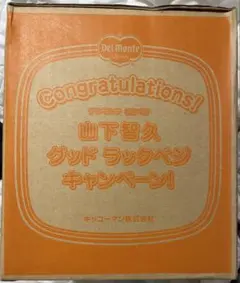 Del Monte
Congratulations!
山下智久
グッド ラックペン
キャンペーン!
キッコーマン株式会社